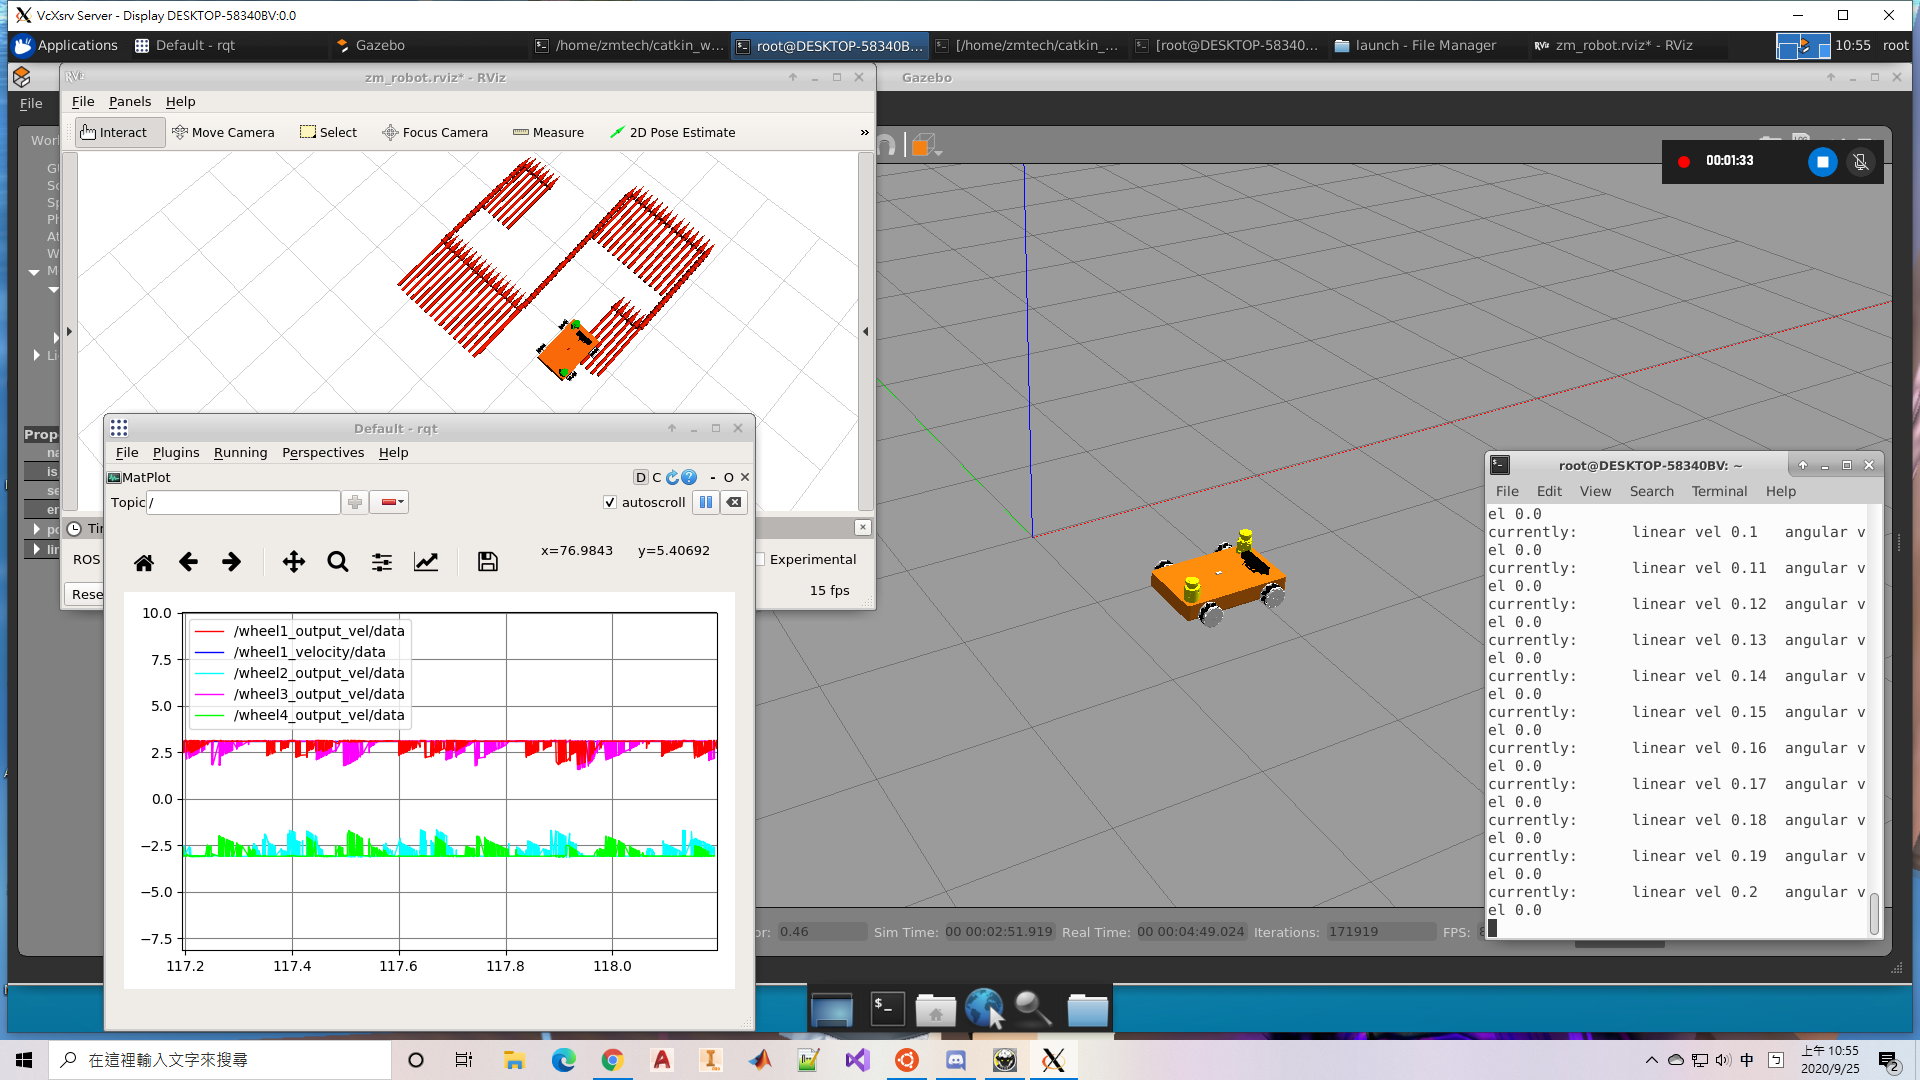 VcXsrv Server - Display DESKTOP-58340BV:0.0
Applications
Default - rqt
Gazebo
/home/zmtech/catkin_w...
root@DESKTOP-58340B...
[/home/zmtech/catkin_...
[root@DESKTOP-58340...
launch - File Manager
zm_robot.rviz* - RViz
10:55
root
zm_robot.rviz* - RViz
Gazebo
File
File Panels Help
Interact
Move Camera
Select
Focus Camera
Measure
2D Pose Estimate
»
00:01:33
Default - rqt
File Plugins Running Perspectives Help
MatPlot
D C - O
Topic /
autoscroll
ROS
x=76.9843 y=5.40692
Experimental
Rese
15 fps
10.0
7.5
5.0
2.5
0.0
−2.5
−5.0
−7.5
/wheel1_output_vel/data
/wheel1_velocity/data
/wheel2_output_vel/data
/wheel3_output_vel/data
/wheel4_output_vel/data
117.2 117.4 117.6 117.8 118.0
or: 0.46 Sim Time: 00 00:02:51.919 Real Time: 00 00:04:49.024 Iterations: 171919 FPS:
root@DESKTOP-58340BV: ~
File Edit View Search Terminal Help
el 0.0
currently: linear vel 0.1 angular v
el 0.0
currently: linear vel 0.11 angular v
el 0.0
currently: linear vel 0.12 angular v
el 0.0
currently: linear vel 0.13 angular v
el 0.0
currently: linear vel 0.14 angular v
el 0.0
currently: linear vel 0.15 angular v
el 0.0
currently: linear vel 0.16 angular v
el 0.0
currently: linear vel 0.17 angular v
el 0.0
currently: linear vel 0.18 angular v
el 0.0
currently: linear vel 0.19 angular v
el 0.0
currently: linear vel 0.2 angular v
el 0.0
在這裡輸入文字來搜尋
中
上午 10:55
2020/9/25
2